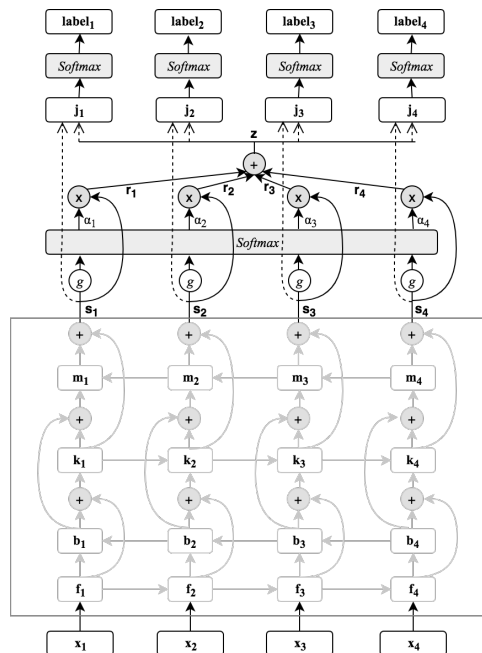 label1 label2 label3 label4
Softmax Softmax Softmax Softmax
j1 j2 j3 j4
z
+
r1 r2 r3 r4
x x x x
α1 α2 α3 α4
Softmax
g g g g
s1 s2 s3 s4
+ + + +
m1 m2 m3 m4
+ + + +
k1 k2 k3 k4
+ + + +
b1 b2 b3 b4
f1 f2 f3 f4
x1 x2 x3 x4